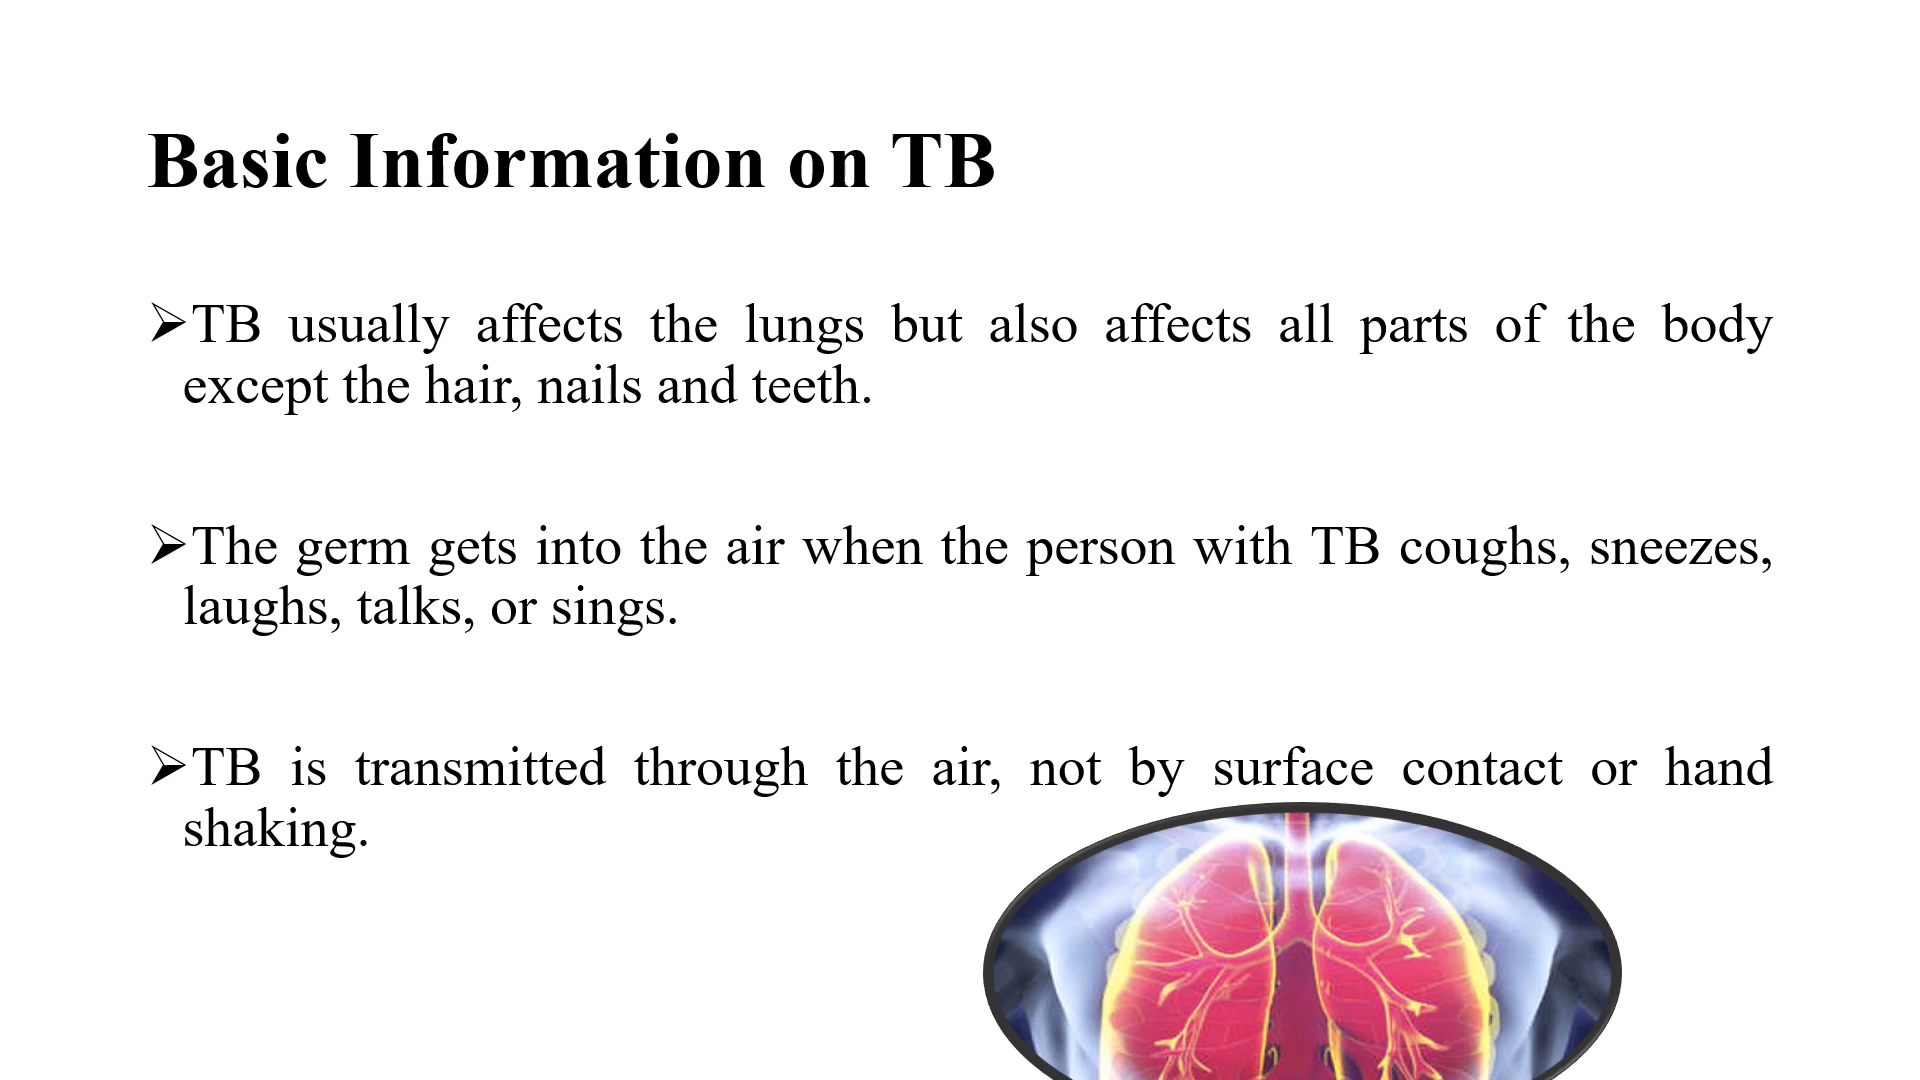 Basic Information on TB
➢TB usually affects the lungs but also affects all parts of the body
except the hair, nails and teeth.
➢The germ gets into the air when the person with TB coughs, sneezes,
laughs, talks, or sings.
➢TB is transmitted through the air, not by surface contact or hand
shaking.